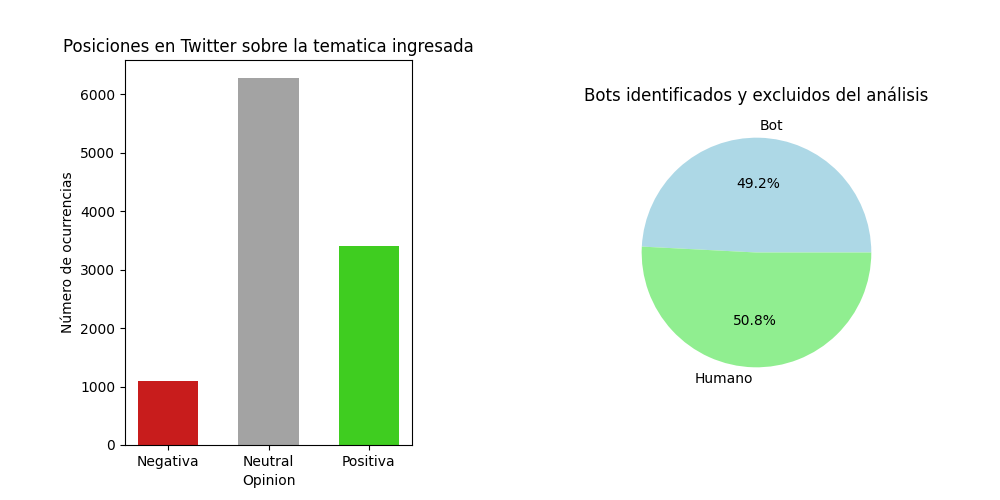 Posiciones en Twitter sobre la tematica ingresada
Número de ocurrencias
6000
5000
4000
3000
2000
1000
0
Negativa
Neutral
Positiva
Opinion
Bots identificados y excluidos del análisis
Bot
49.2%
50.8%
Humano